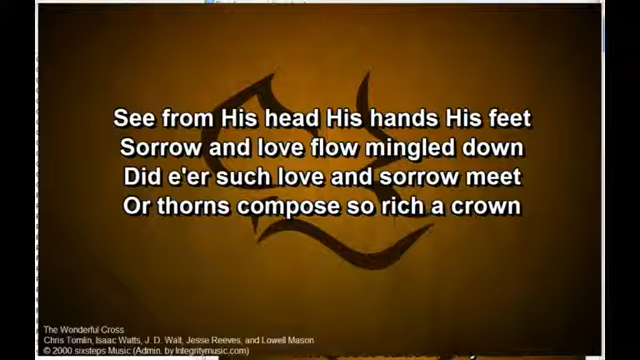 See from His head His hands His feet
Sorrow and love flow mingled down
Did e'er such love and sorrow meet
Or thorns compose so rich a crown
The Wonderful Cross
Chris Tomlin, Isaac Watts, J. D. Walt, Jesse Reeves, and Lowell Mason
© 2000 sixsteps Music (Admin. by Integritymusic.com)